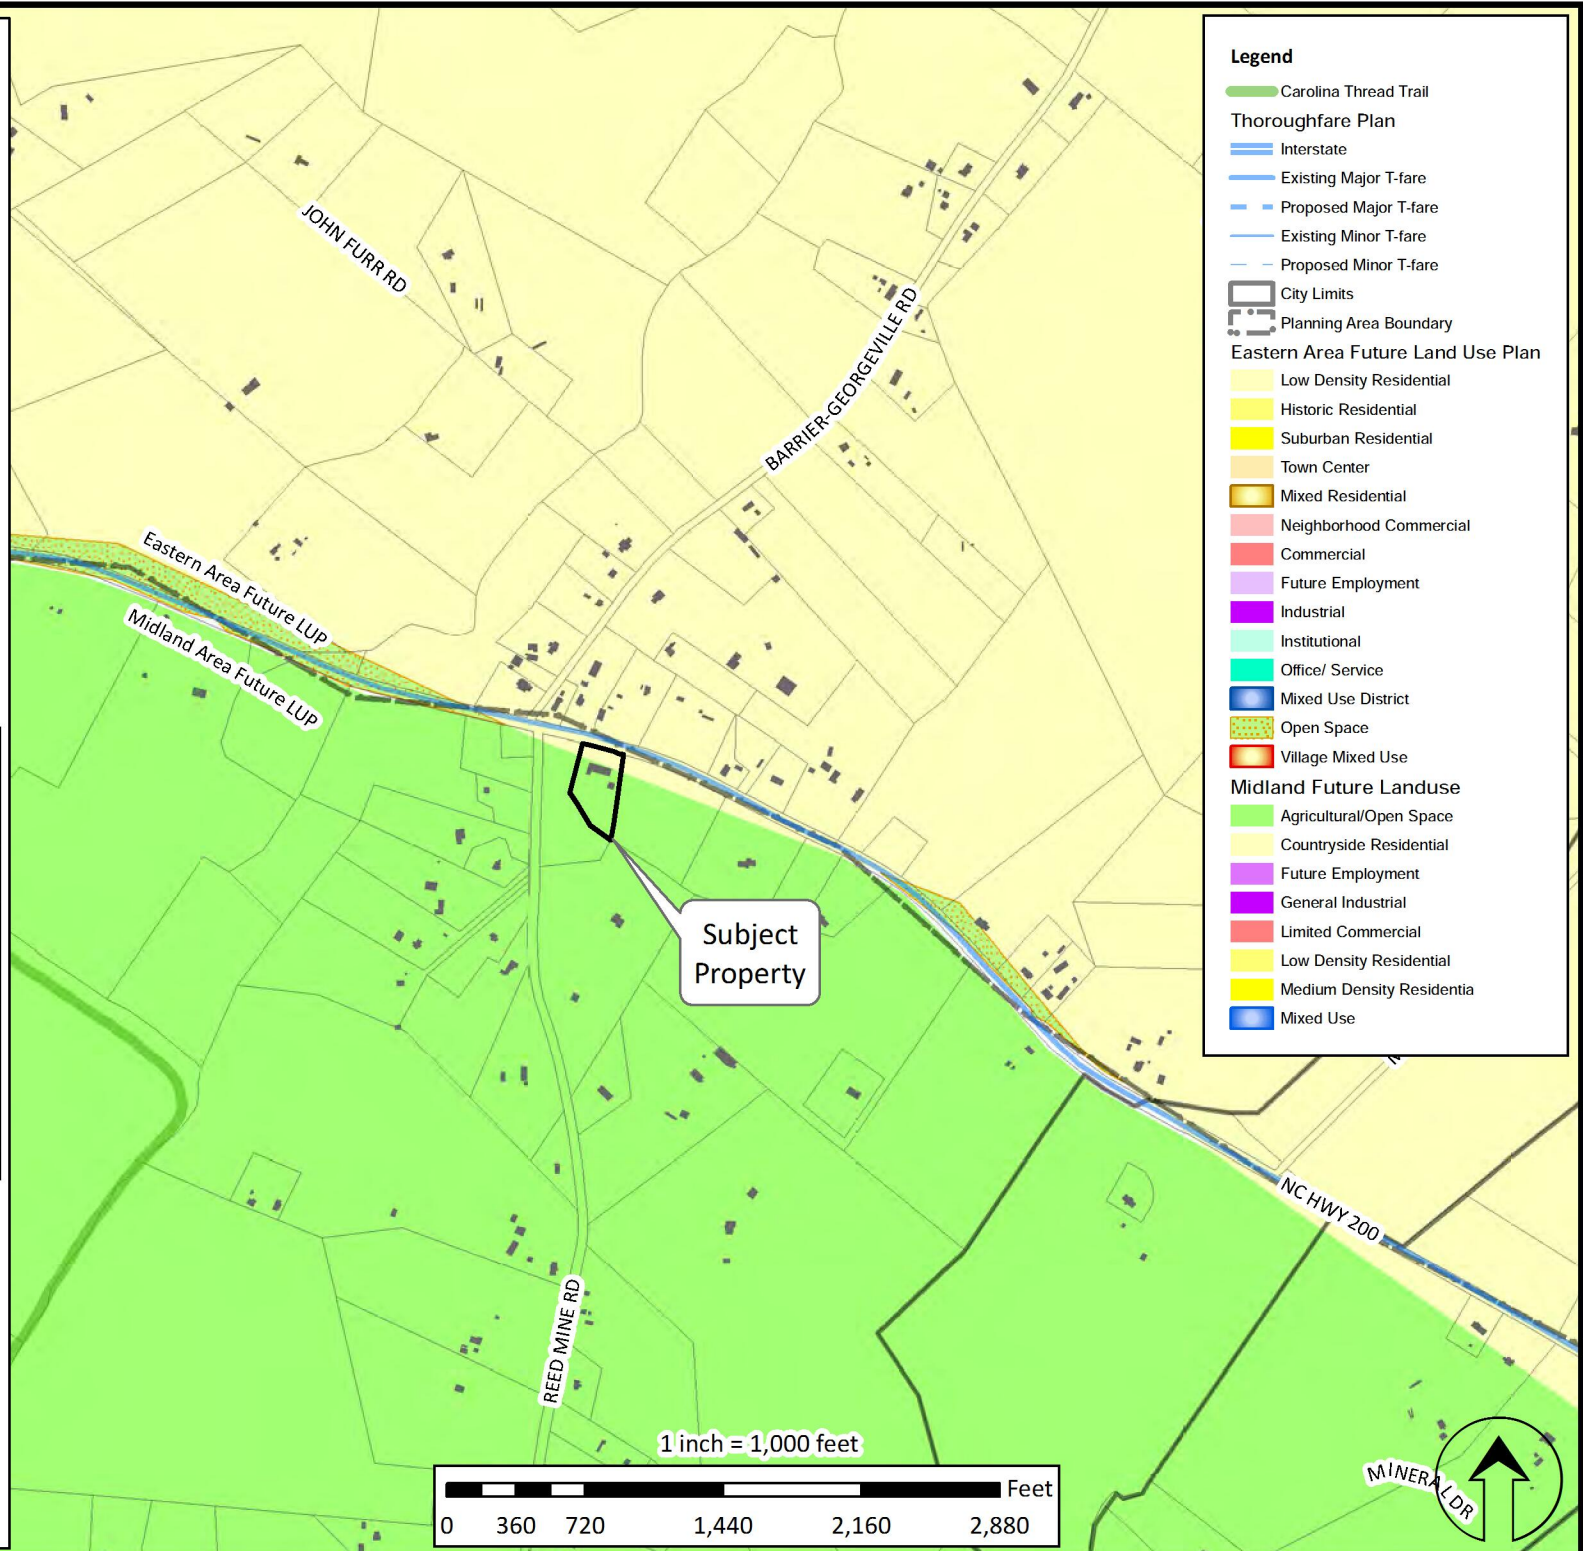 JOHN FURR RD
BARRIER-GEORGEVILLE RD
Eastern Area Future LUP
Midland Area Future LUP
Subject
Property
NC HWY 200
REED MINE RD
MINERAL DR
1 inch = 1,000 feet
Feet
0 360 720 1,440 2,160 2,880
Legend
Carolina Thread Trail
Thoroughfare Plan
Interstate
Existing Major T-fare
Proposed Major T-fare
Existing Minor T-fare
Proposed Minor T-fare
City Limits
Planning Area Boundary
Eastern Area Future Land Use Plan
Low Density Residential
Historic Residential
Suburban Residential
Town Center
Mixed Residential
Neighborhood Commercial
Commercial
Future Employment
Industrial
Institutional
Office/ Service
Mixed Use District
Open Space
Village Mixed Use
Midland Future Landuse
Agricultural/Open Space
Countryside Residential
Future Employment
General Industrial
Limited Commercial
Low Density Residential
Medium Density Residentia
Mixed Use